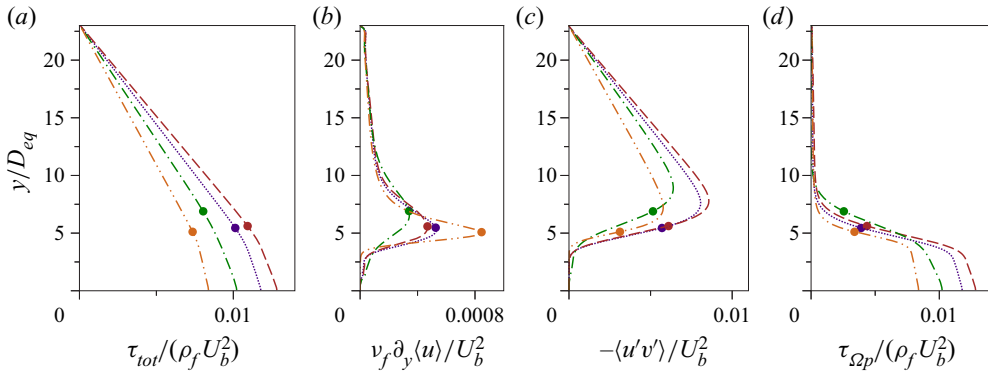 (a) (b) (c) (d)
20 20 20 20
15 15 15 15
y/D_eq
10 10 10 10
5 5 5 5
0 0.01 0 0.0008 0 0.01 0 0.01
τ_tot/(ρ_f U_b^2) ν_f ∂_y⟨u⟩/U_b^2 −⟨u′v′⟩/U_b^2 τ_Ωp/(ρ_f U_b^2)